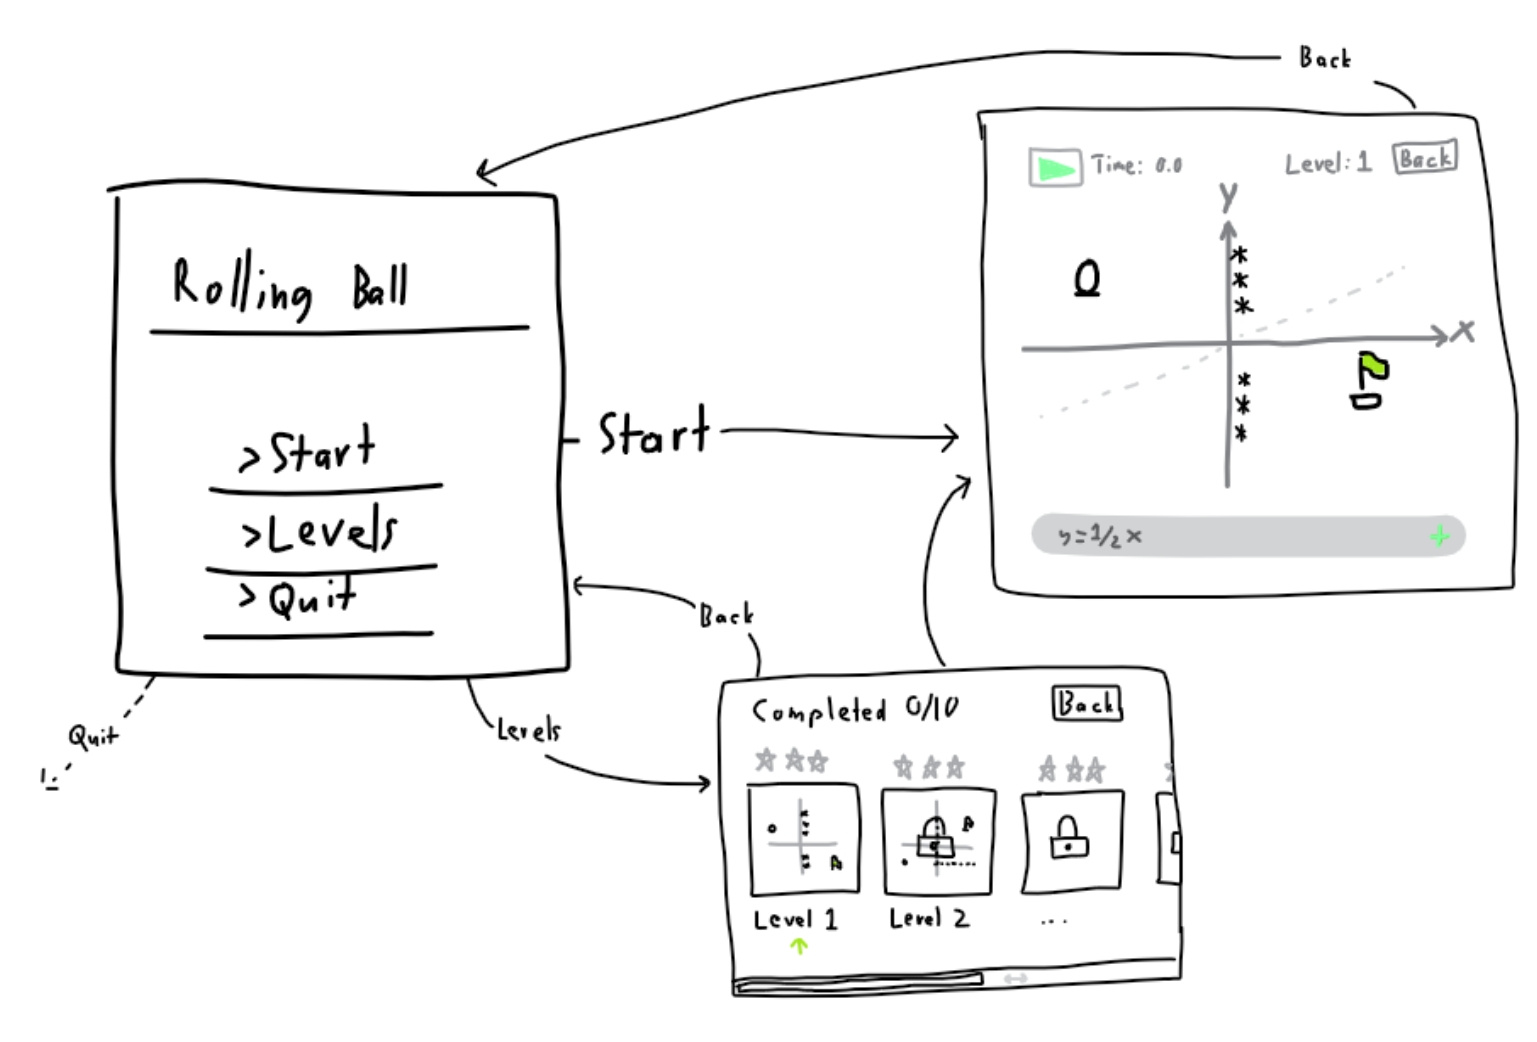 Back
Time: 0.0
Level: 1
Back
y
x
Rolling Ball
>Start
>Levels
>Quit
Start
y=1/2 x
+
Back
Quit
Levels
Completed 0/10
Back
Level 1
Level 2
...